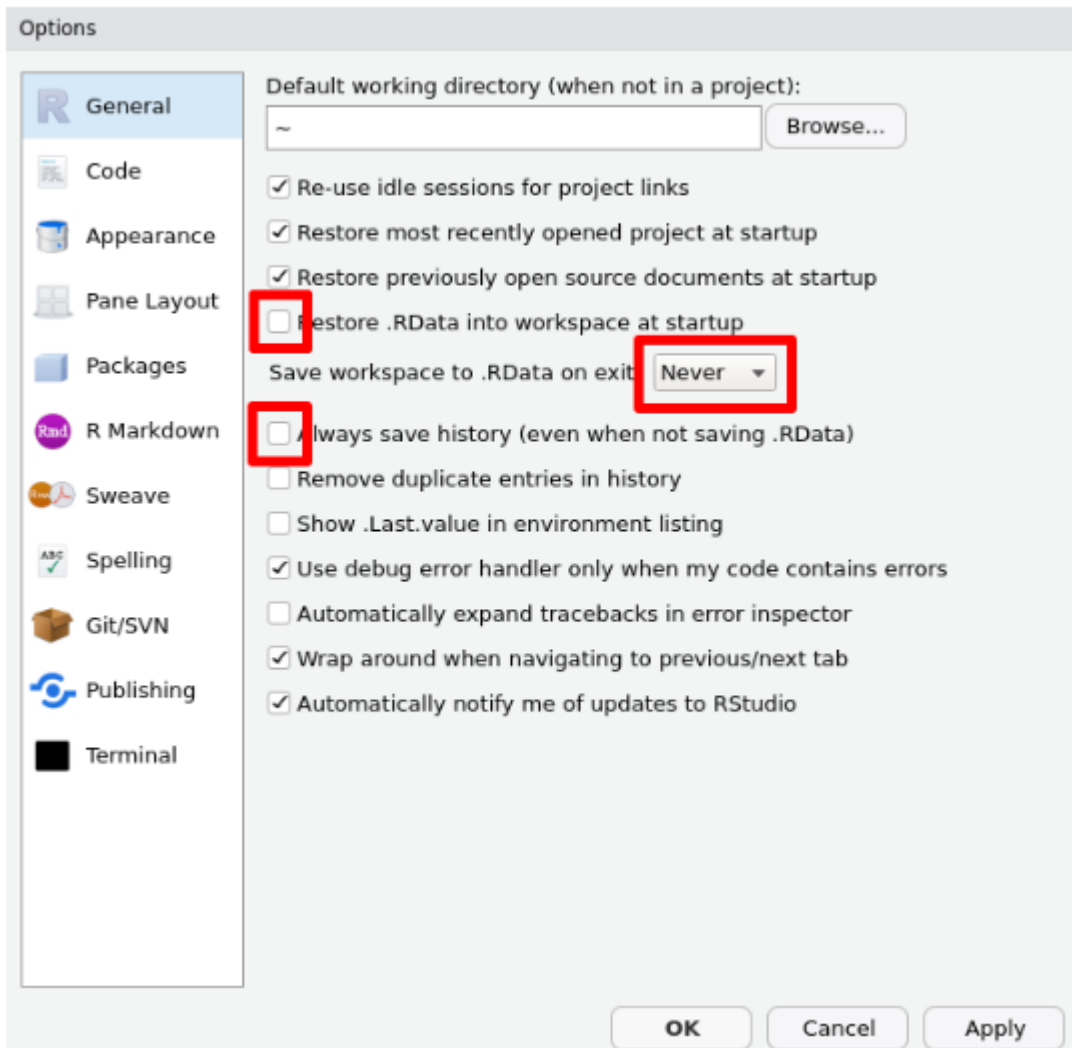 Options
General
Code
Appearance
Pane Layout
Packages
Rmd R Markdown
Sweave
ABC Spelling
Git/SVN
Publishing
Terminal
Default working directory (when not in a project):
~ Browse...
Re-use idle sessions for project links
Restore most recently opened project at startup
Restore previously open source documents at startup
Restore .RData into workspace at startup
Save workspace to .RData on exit Never
Always save history (even when not saving .RData)
Remove duplicate entries in history
Show .Last.value in environment listing
Use debug error handler only when my code contains errors
Automatically expand tracebacks in error inspector
Wrap around when navigating to previous/next tab
Automatically notify me of updates to RStudio
OK Cancel Apply